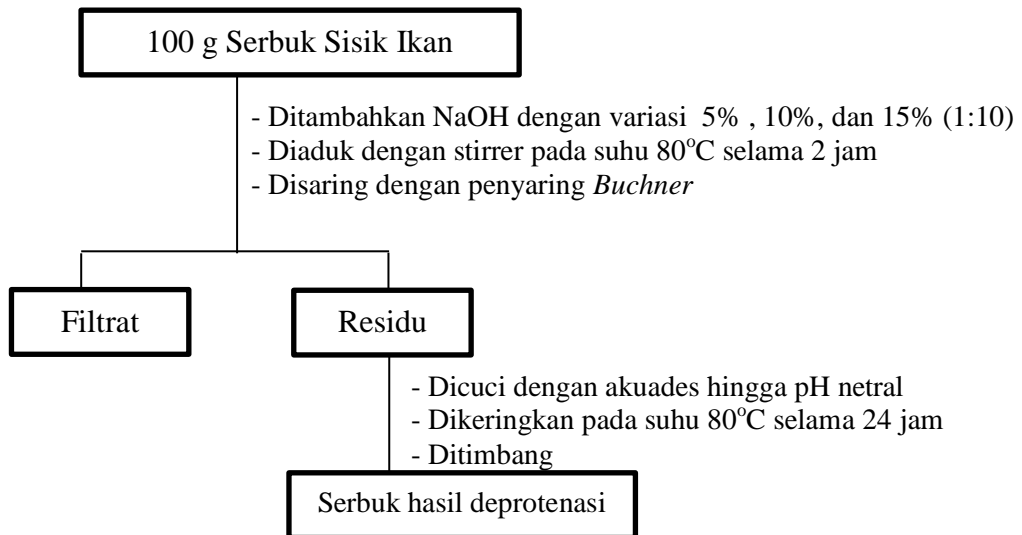 100 g Serbuk Sisik Ikan
- Ditambahkan NaOH dengan variasi 5% , 10%, dan 15% (1:10)
- Diaduk dengan stirrer pada suhu 80°C selama 2 jam
- Disaring dengan penyaring Buchner
Filtrat
Residu
- Dicuci dengan akuades hingga pH netral
- Dikeringkan pada suhu 80°C selama 24 jam
- Ditimbang
Serbuk hasil deprotenasi